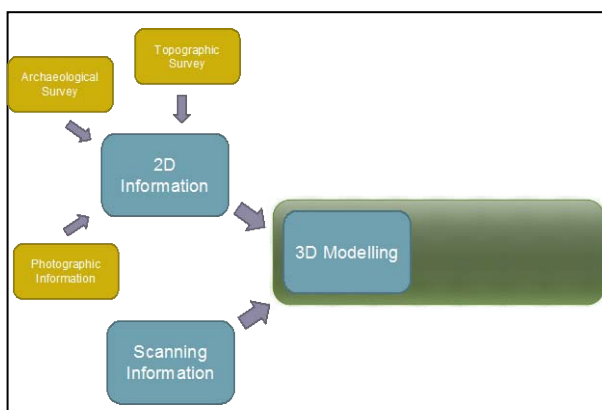 Topographic
Survey
Archaeological
Survey
2D
Information
3D Modelling
Photographic
Information
Scanning
Information